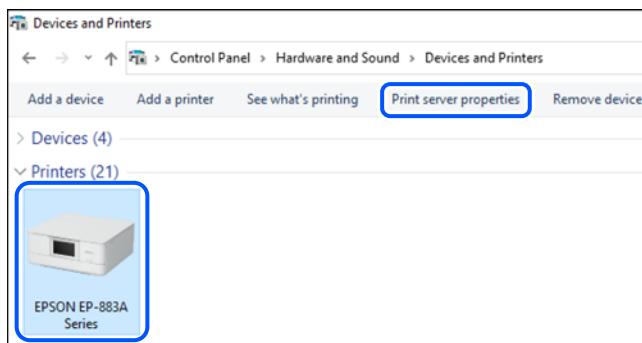 Devices and Printers
Control Panel > Hardware and Sound > Devices and Printers
Add a device Add a printer See what's printing Print server properties Remove device
Devices (4)
Printers (21)
EPSON EP-883A
Series